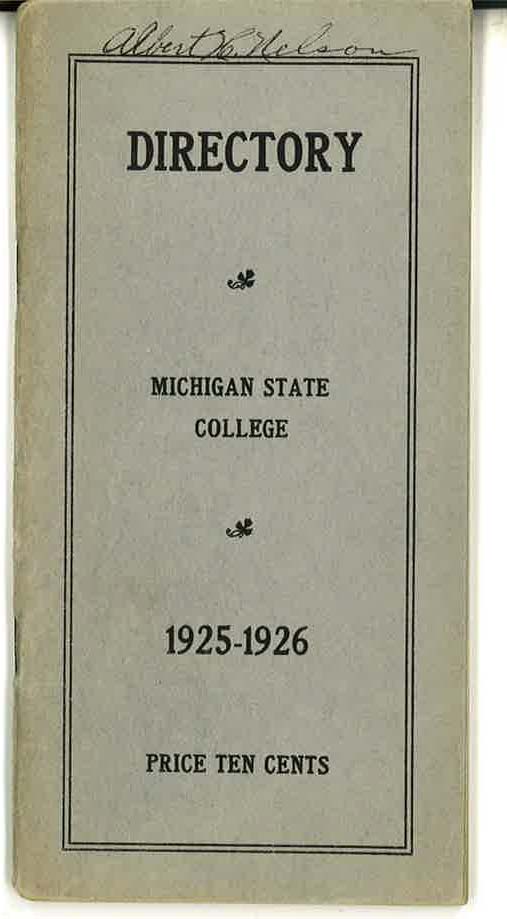 Albert H. Nelson
DIRECTORY
MICHIGAN STATE
COLLEGE
1925-1926
PRICE TEN CENTS